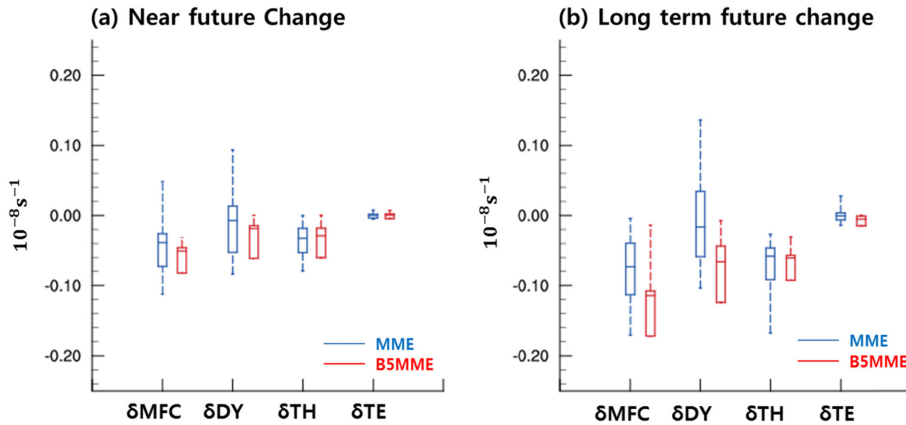 (a) Near future Change
(b) Long term future change
0.20
0.10
0.00
-0.10
-0.20
10⁻⁸s⁻¹
MME
B5MME
δMFC δDY δTH δTE
0.20
0.10
0.00
-0.10
-0.20
10⁻⁸s⁻¹
MME
B5MME
δMFC δDY δTH δTE